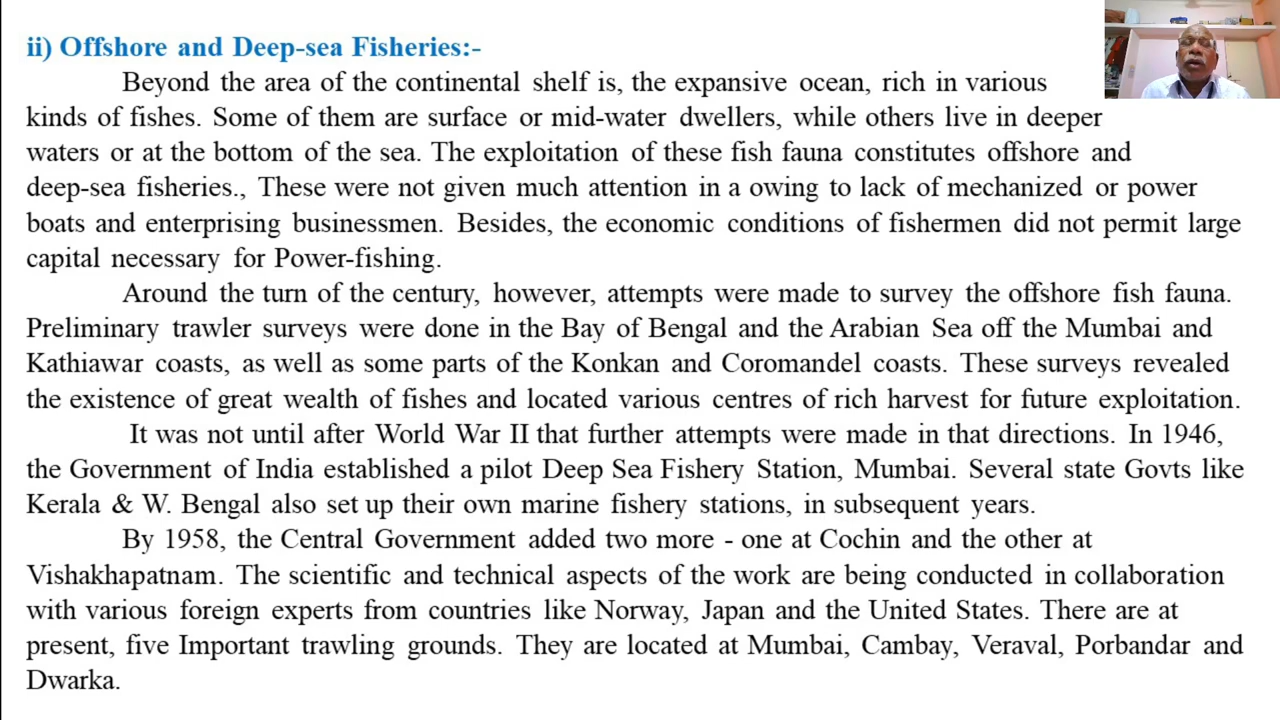 ii) Offshore and Deep-sea Fisheries:-
Beyond the area of the continental shelf is, the expansive ocean, rich in various
kinds of fishes. Some of them are surface or mid-water dwellers, while others live in deeper
waters or at the bottom of the sea. The exploitation of these fish fauna constitutes offshore and
deep-sea fisheries., These were not given much attention in a owing to lack of mechanized or power
boats and enterprising businessmen. Besides, the economic conditions of fishermen did not permit large
capital necessary for Power-fishing.
Around the turn of the century, however, attempts were made to survey the offshore fish fauna.
Preliminary trawler surveys were done in the Bay of Bengal and the Arabian Sea off the Mumbai and
Kathiawar coasts, as well as some parts of the Konkan and Coromandel coasts. These surveys revealed
the existence of great wealth of fishes and located various centres of rich harvest for future exploitation.
It was not until after World War II that further attempts were made in that directions. In 1946,
the Government of India established a pilot Deep Sea Fishery Station, Mumbai. Several state Govts like
Kerala & W. Bengal also set up their own marine fishery stations, in subsequent years.
By 1958, the Central Government added two more - one at Cochin and the other at
Vishakhapatnam. The scientific and technical aspects of the work are being conducted in collaboration
with various foreign experts from countries like Norway, Japan and the United States. There are at
present, five Important trawling grounds. They are located at Mumbai, Cambay, Veraval, Porbandar and
Dwarka.